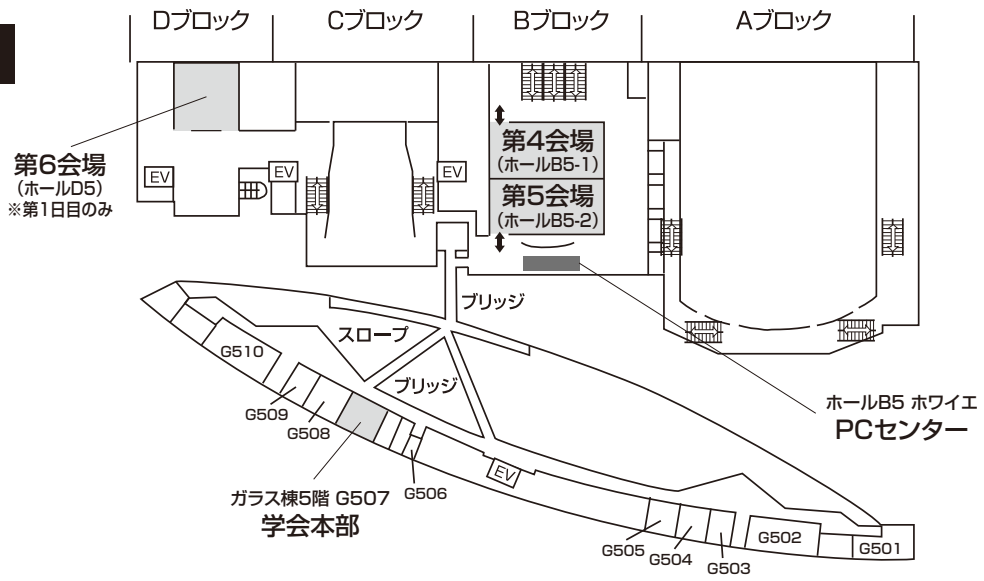 Dブロック
Cブロック
Bブロック
Aブロック
第6会場
(ホールD5)
※第1日目のみ
EV
EV
EV
第4会場
(ホールB5-1)
第5会場
(ホールB5-2)
ブリッジ
スロープ
ブリッジ
G510
G509
G508
ホールB5 ホワイエ
PCセンター
ガラス棟5階 G507
学会本部
G506
EV
G505
G504
G503
G502
G501